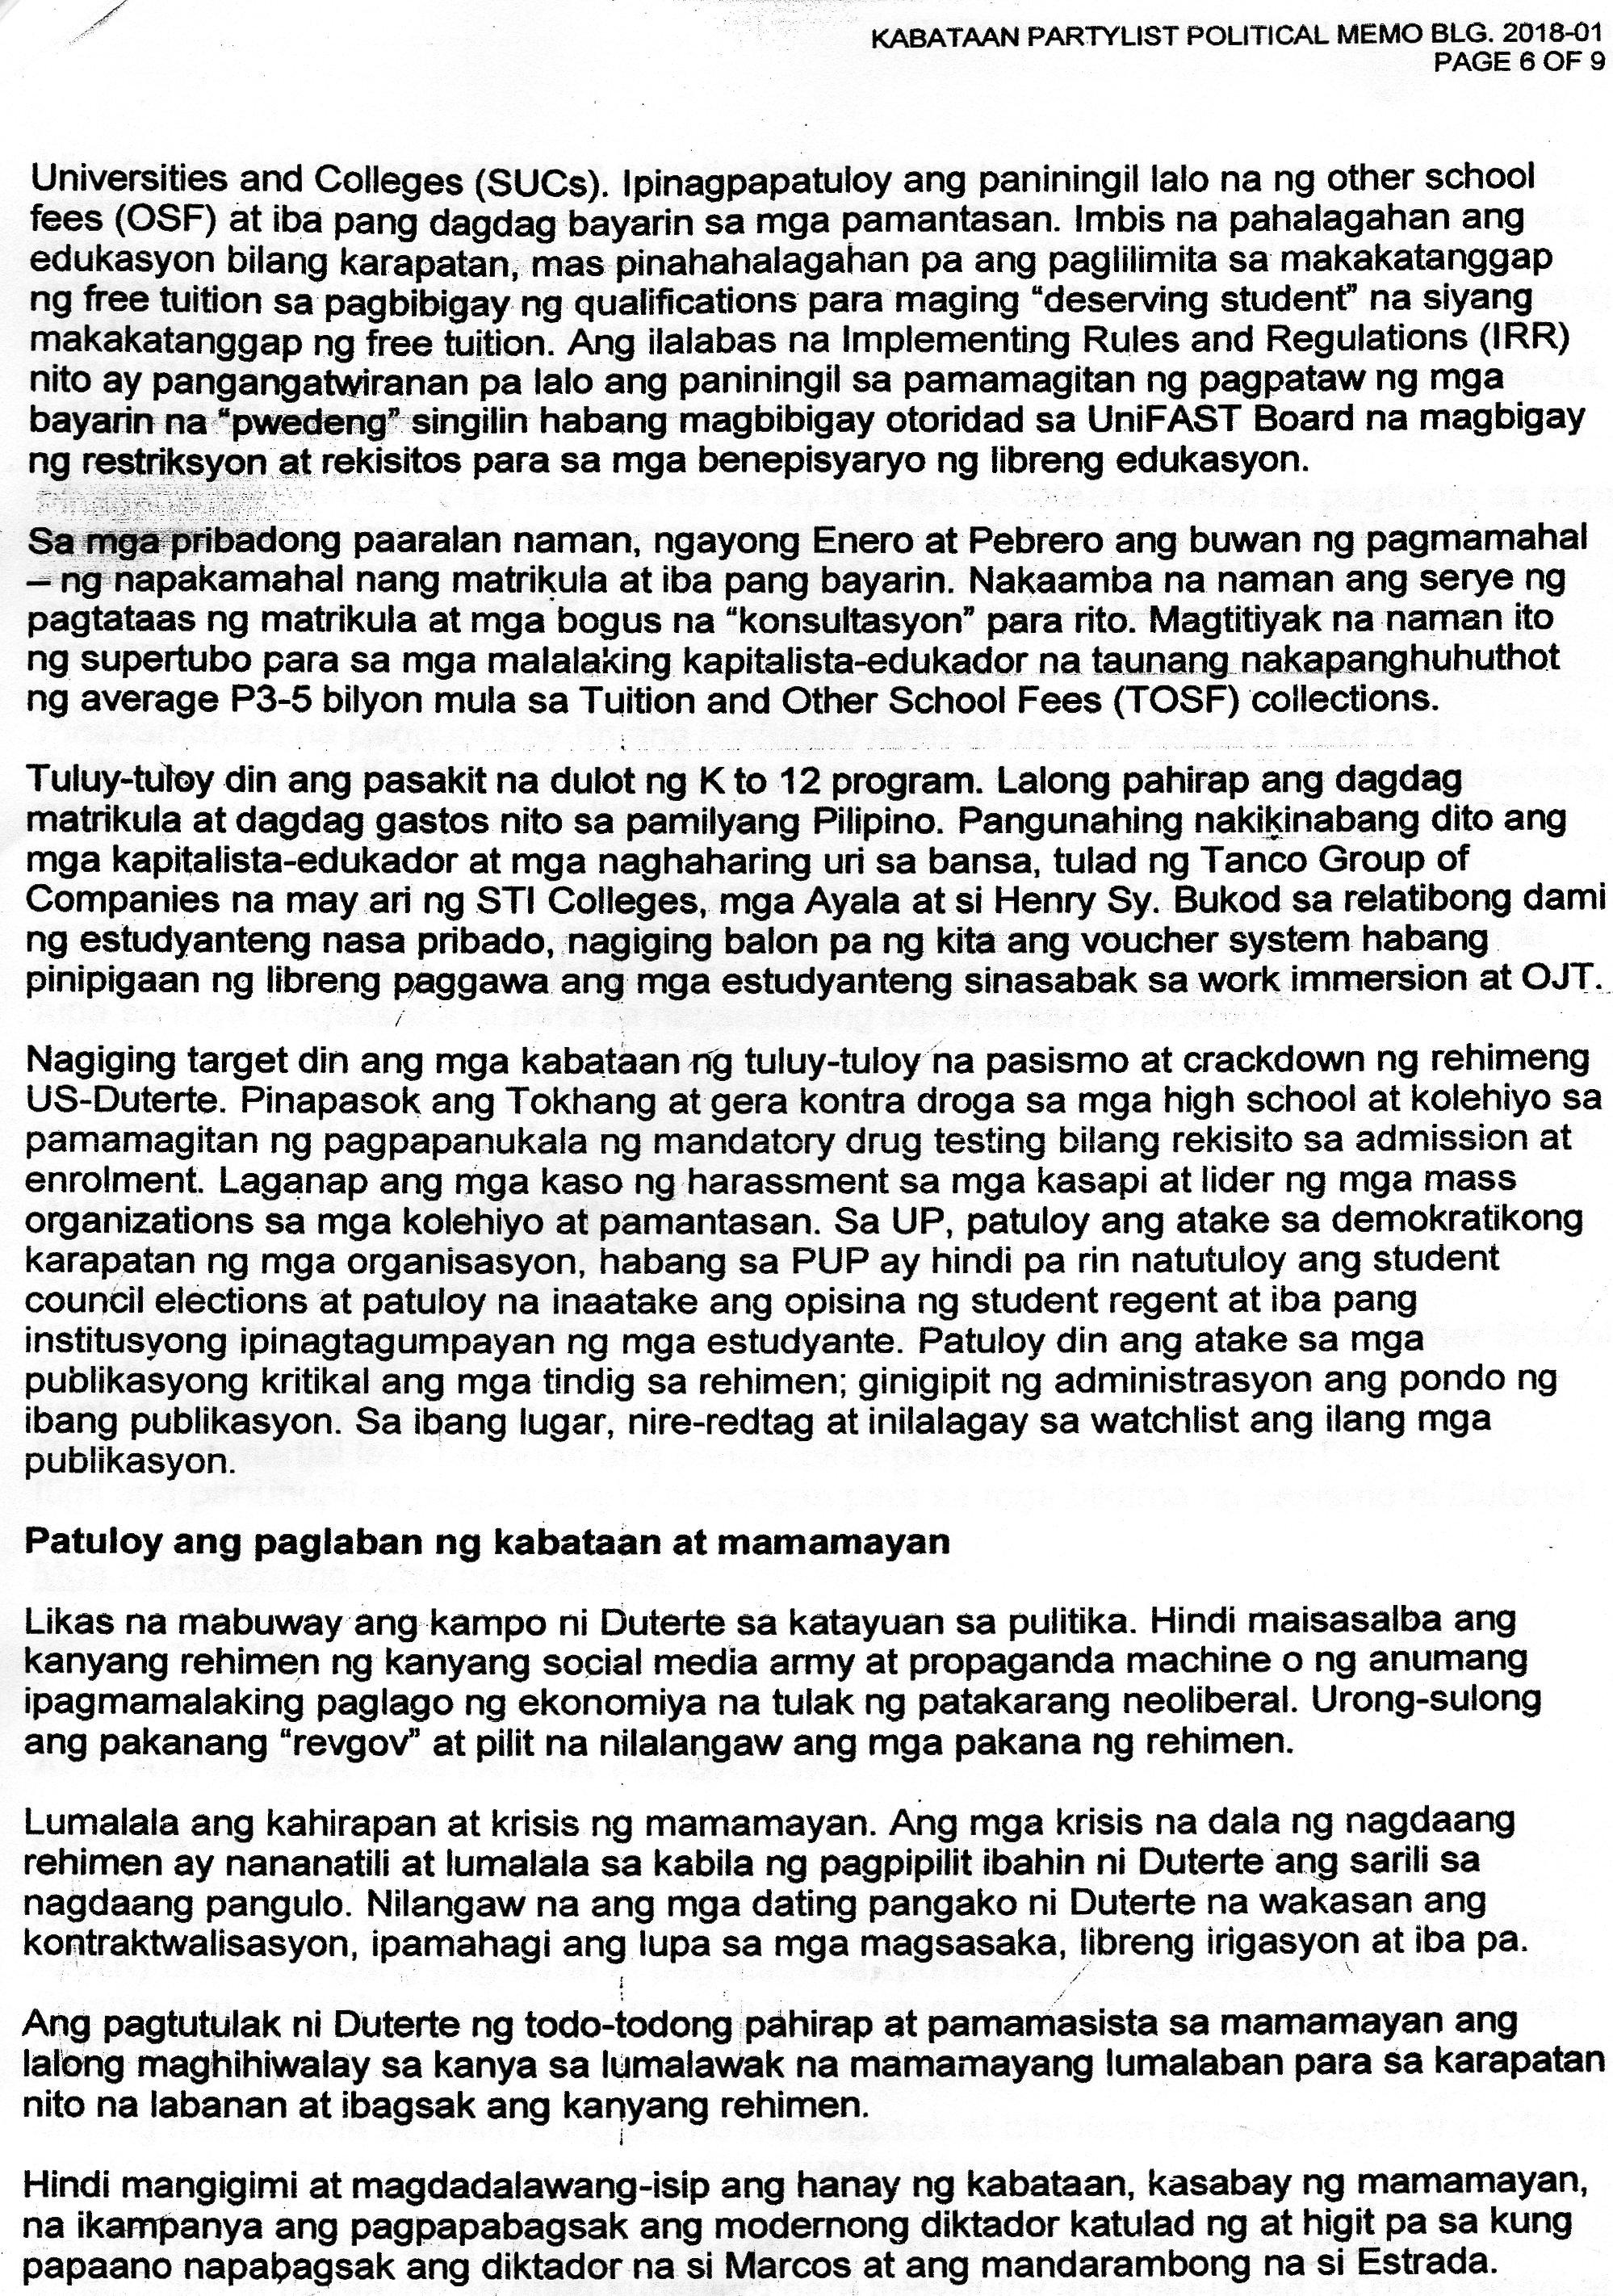 KABATAAN PARTYLIST POLITICAL MEMO BLG. 2018-01
PAGE 6 OF 9
Universities and Colleges (SUCs). Ipinagpapatuloy ang paniningil lalo na ng other school
fees (OSF) at iba pang dagdag bayarin sa mga pamantasan. Imbis na pahalagahan ang
edukasyon bilang karapatan, mas pinahahalagahan pa ang paglilimita sa makakatanggap
ng free tuition sa pagbibigay ng qualifications para maging “deserving student” na siyang
makakatanggap ng free tuition. Ang ilalabas na Implementing Rules and Regulations (IRR)
nito ay pangangatwiranan pa lalo ang paniningil sa pamamagitan ng pagpataw ng mga
bayarin na “pwedeng” singilin habang magbibigay otoridad sa UniFAST Board na magbigay
ng restriksyon at rekisitos para sa mga benepisyaryo ng libreng edukasyon.
Sa mga pribadong paaralan naman, ngayong Enero at Pebrero ang buwan ng pagmamahal
– ng napakamahal nang matrikula at iba pang bayarin. Nakaamba na naman ang serye ng
pagtataas ng matrikula at mga bogus na “konsultasyon” para rito. Magtitiyak na naman ito
ng supertubo para sa mga malalaking kapitalista-edukador na taunang nakapanghuhuthot
ng average P3-5 bilyon mula sa Tuition and Other School Fees (TOSF) collections.
Tuluy-tuloy din ang pasakit na dulot ng K to 12 program. Lalong pahirap ang dagdag
matrikula at dagdag gastos nito sa pamilyang Pilipino. Pangunahing nakikinabang dito ang
mga kapitalista-edukador at mga naghaharing uri sa bansa, tulad ng Tanco Group of
Companies na may ari ng STI Colleges, mga Ayala at si Henry Sy. Bukod sa relatibong dami
ng estudyanteng nasa pribado, nagiging balon pa ng kita ang voucher system habang
pinipigaan ng libreng paggawa ang mga estudyanteng sinasabak sa work immersion at OJT.
Nagiging target din ang mga kabataan ng tuluy-tuloy na pasismo at crackdown ng rehimeng
US-Duterte. Pinapasok ang Tokhang at gera kontra droga sa mga high school at kolehiyo sa
pamamagitan ng pagpapanukala ng mandatory drug testing bilang rekisito sa admission at
enrolment. Laganap ang mga kaso ng harassment sa mga kasapi at lider ng mga mass
organizations sa mga kolehiyo at pamantasan. Sa UP, patuloy ang atake sa demokratikong
karapatan ng mga organisasyon, habang sa PUP ay hindi pa rin natutuloy ang student
council elections at patuloy na inaatake ang opisina ng student regent at iba pang
institusyong ipinagtagumpayan ng mga estudyante. Patuloy din ang atake sa mga
publikasyong kritikal ang mga tindig sa rehimen; ginigipit ng administrasyon ang pondo ng
ibang publikasyon. Sa ibang lugar, nire-redtag at inilalagay sa watchlist ang ilang mga
publikasyon.
Patuloy ang paglaban ng kabataan at mamamayan
Likas na mabuway ang kampo ni Duterte sa katayuan sa pulitika. Hindi maisasalba ang
kanyang rehimen ng kanyang social media army at propaganda machine o ng anumang
ipagmamalaking paglago ng ekonomiya na tulak ng patakarang neoliberal. Urong-sulong
ang pakanang “revgov” at pilit na nilalangaw ang mga pakana ng rehimen.
Lumalala ang kahirapan at krisis ng mamamayan. Ang mga krisis na dala ng nagdaang
rehimen ay nananatili at lumalala sa kabila ng pagpipilit ibahin ni Duterte ang sarili sa
nagdaang pangulo. Nilangaw na ang mga dating pangako ni Duterte na wakasan ang
kontraktwalisasyon, ipamahagi ang lupa sa mga magsasaka, libreng irigasyon at iba pa.
Ang pagtutulak ni Duterte ng todo-todong pahirap at pamamasista sa mamamayan ang
lalong maghihiwalay sa kanya sa lumalawak na mamamayang lumalaban para sa karapatan
nito na labanan at ibagsak ang kanyang rehimen.
Hindi mangigimi at magdadalawang-isip ang hanay ng kabataan, kasabay ng mamamayan,
na ikampanya ang pagpapabagsak ang modernong diktador katulad ng at higit pa sa kung
papaano napabagsak ang diktador na si Marcos at ang mandarambong na si Estrada.